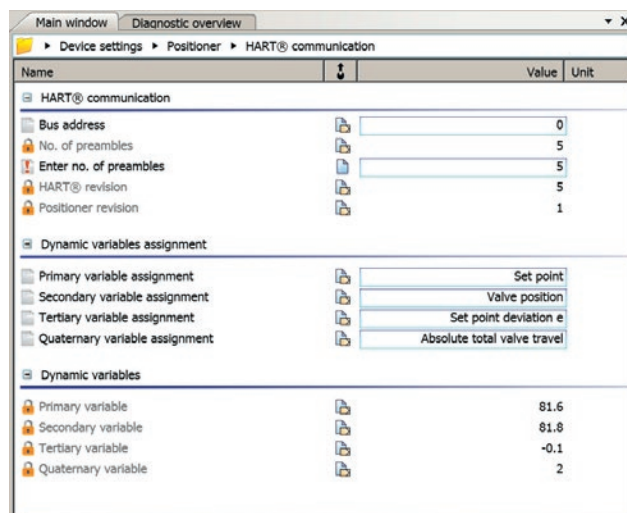 Main window Diagnostic overview
Device settings Positioner HART® communication
Name Value Unit
HART® communication
Bus address 0
No. of preambles 5
Enter no. of preambles 5
HART® revision 5
Positioner revision 1
Dynamic variables assignment
Primary variable assignment Set point
Secondary variable assignment Valve position
Tertiary variable assignment Set point deviation e
Quaternary variable assignment Absolute total valve travel
Dynamic variables
Primary variable 81.6
Secondary variable 81.8
Tertiary variable -0.1
Quaternary variable 2